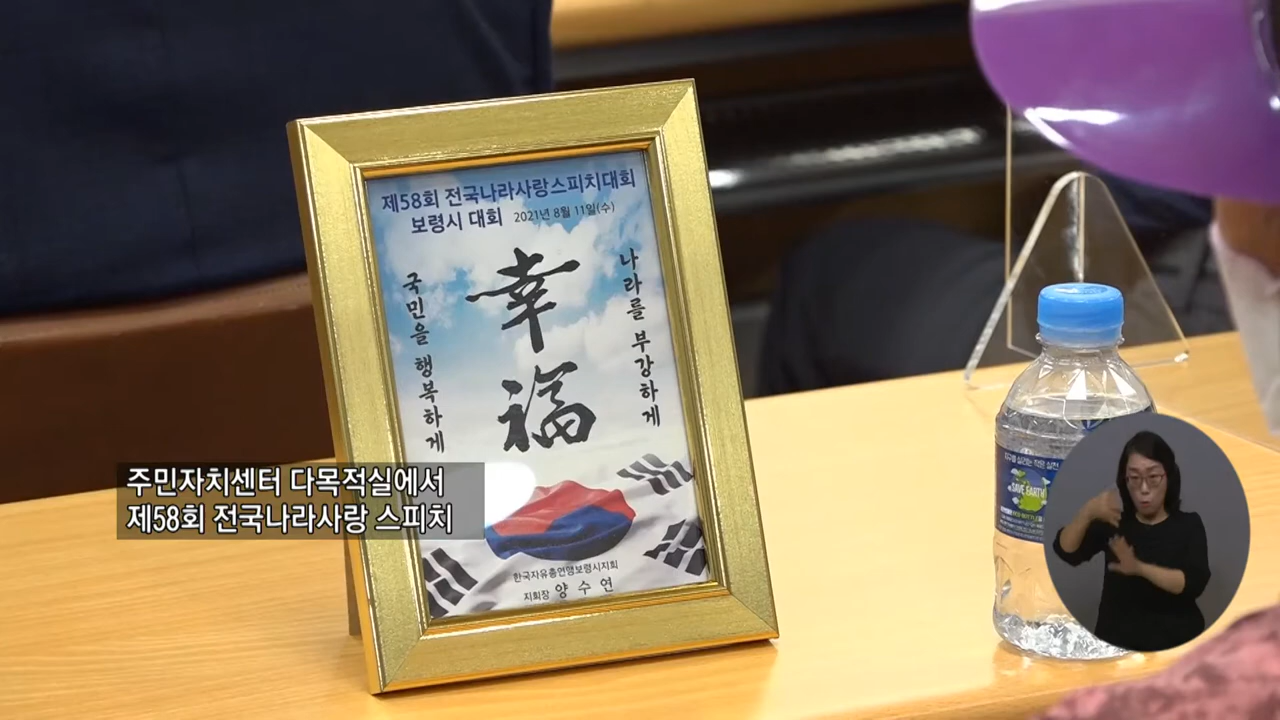 제58회 전국나라사랑스피치대회
보령시 대회 2021년 8월 11일(수)
나라를 부강하게
幸福
국민을 행복하게
한국자유총연맹보령시지회
지회장 양수연
SAVE EARTH
주민자치센터 다목적실에서
제58회 전국나라사랑 스피치